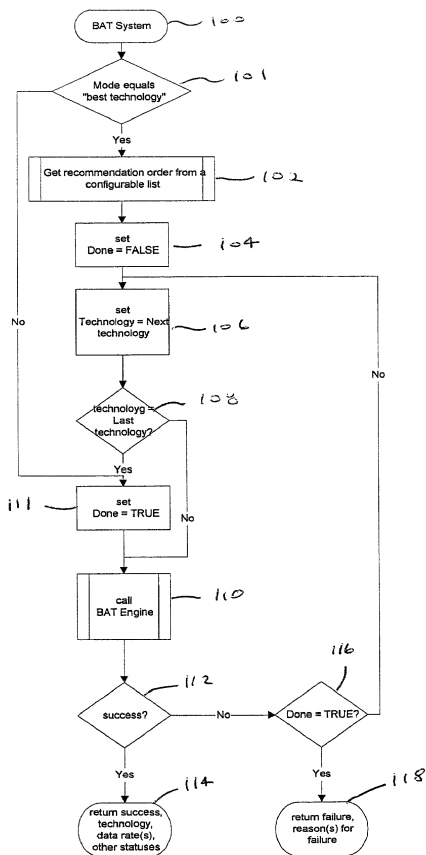 BAT System
100
Mode equals
"best technology"
101
Yes
Get recommendation order from a
configurable list
102
set
Done = FALSE
104
set
Technology = Next
technology
106
No
No
technoloyg =
Last
technology?
108
Yes
set
Done = TRUE
111
No
call
BAT Engine
110
success?
112
No
Done = TRUE?
116
Yes
Yes
return success,
technology,
data rate(s),
other statuses
114
return failure,
reason(s) for
failure
118